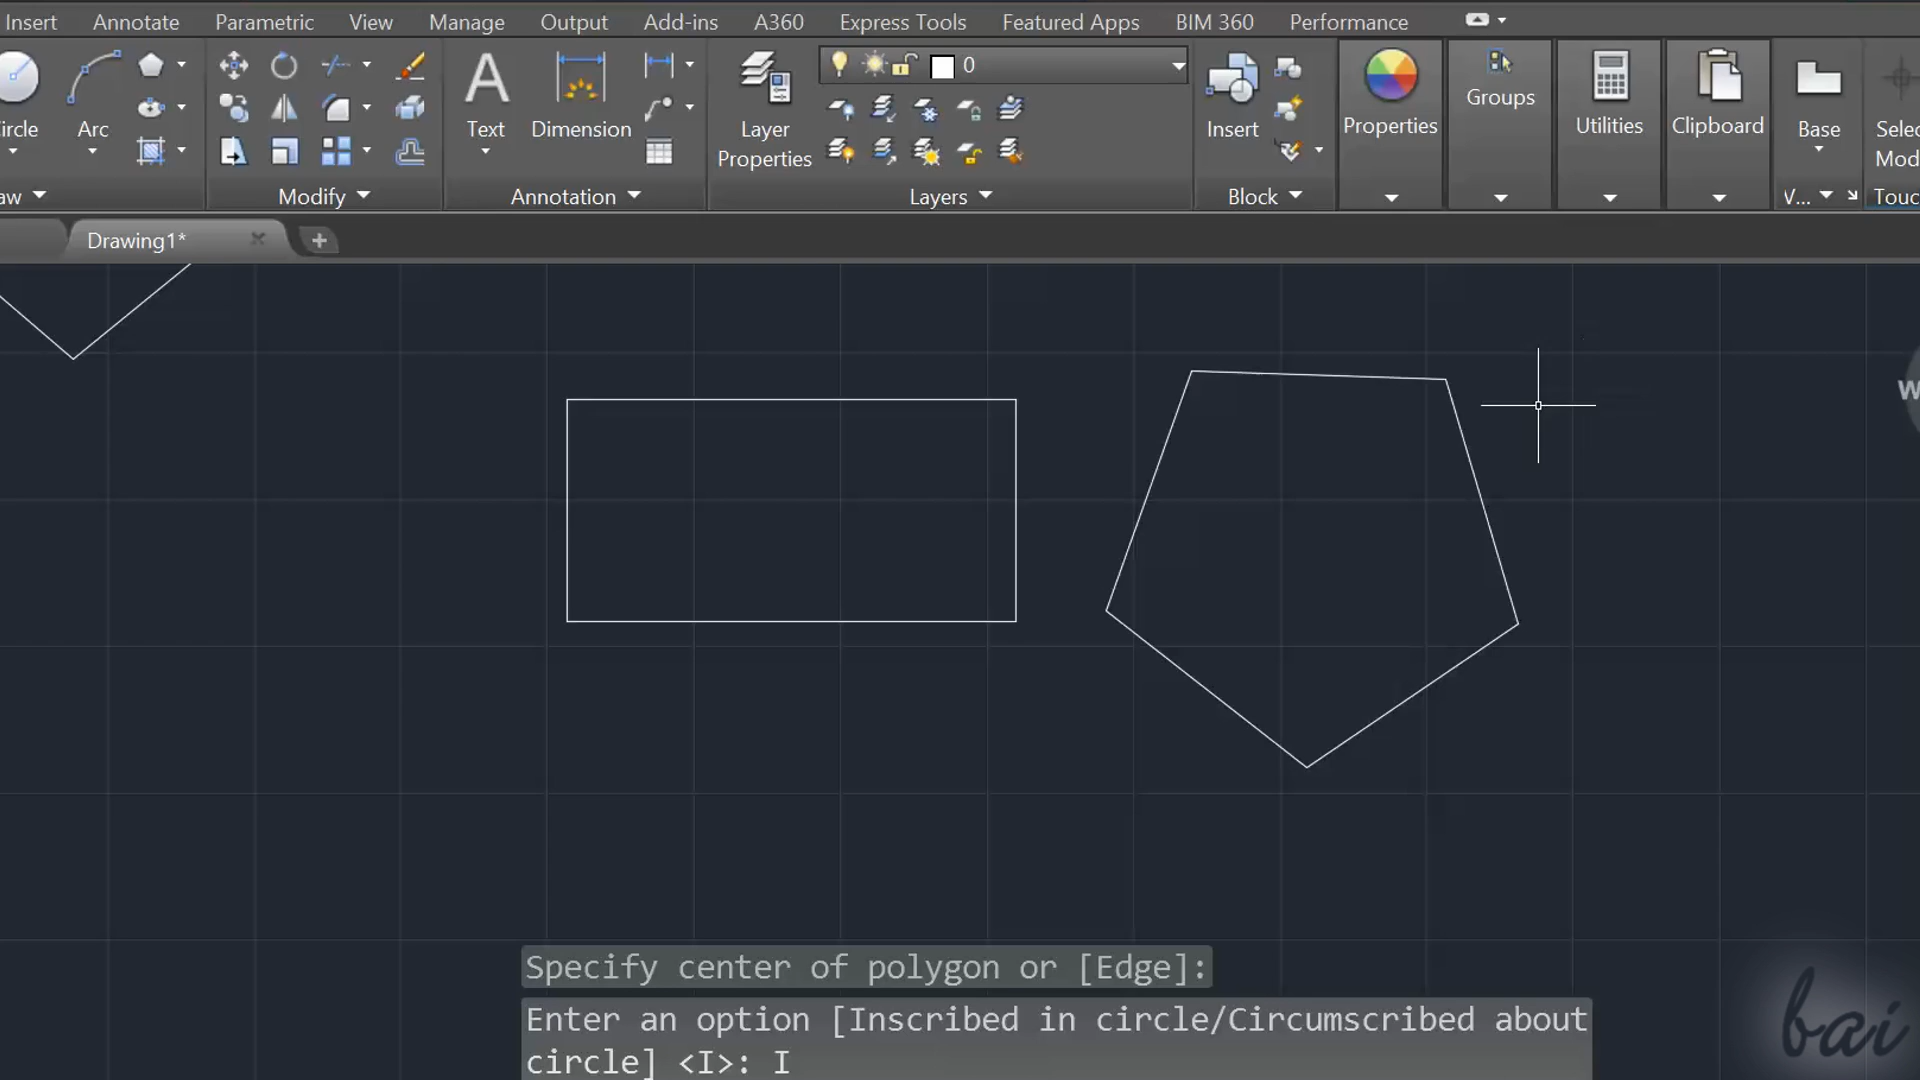 Insert Annotate Parametric View Manage Output Add-ins A360 Express Tools Featured Apps BIM 360 Performance
ircle Arc Text Dimension Layer Properties 0 Insert Properties Groups Utilities Clipboard Base Selec Mod
aw Modify Annotation Layers Block V... Touc
Drawing1*
W
Specify center of polygon or [Edge]:
Enter an option [Inscribed in circle/Circumscribed about
circle] <I>: I
bai